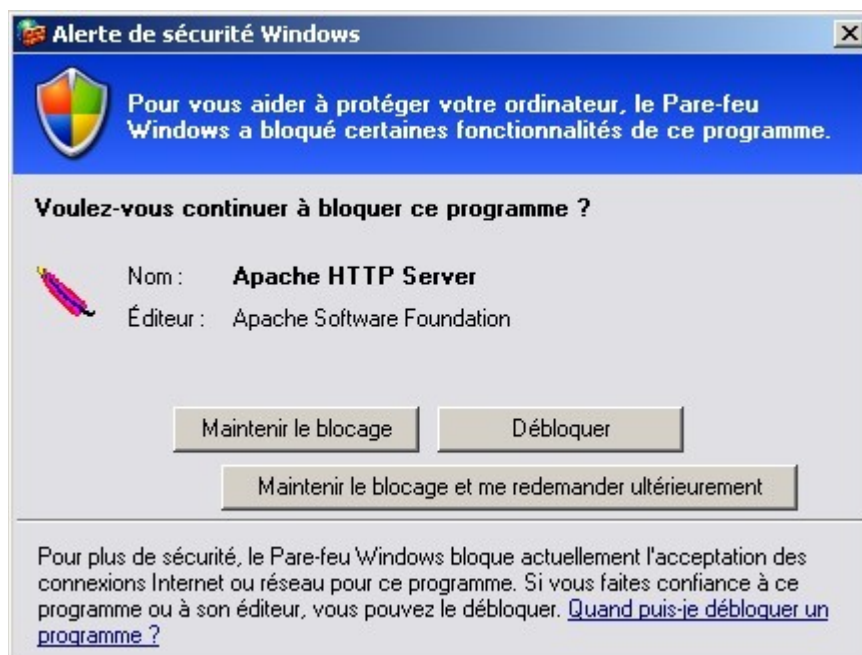 Alerte de sécurité Windows
Pour vous aider à protéger votre ordinateur, le Pare-feu
Windows a bloqué certaines fonctionnalités de ce programme.
Voulez-vous continuer à bloquer ce programme ?
Nom : Apache HTTP Server
Éditeur : Apache Software Foundation
Maintenir le blocage Débloquer
Maintenir le blocage et me redemander ultérieurement
Pour plus de sécurité, le Pare-feu Windows bloque actuellement l'acceptation des
connexions Internet ou réseau pour ce programme. Si vous faites confiance à ce
programme ou à son éditeur, vous pouvez le débloquer. Quand puis-je débloquer un
programme ?